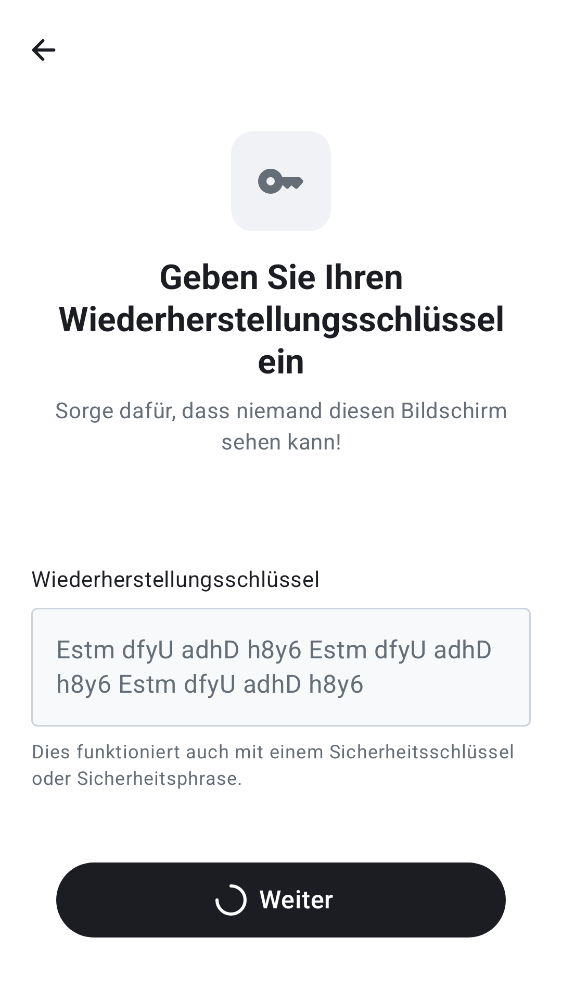 Geben Sie Ihren
Wiederherstellungsschlüssel
ein
Sorge dafür, dass niemand diesen Bildschirm
sehen kann!
Wiederherstellungsschlüssel
Estm dfyU adhD h8y6 Estm dfyU adhD
h8y6 Estm dfyU adhD h8y6
Dies funktioniert auch mit einem Sicherheitsschlüssel
oder Sicherheitsphrase.
Weiter